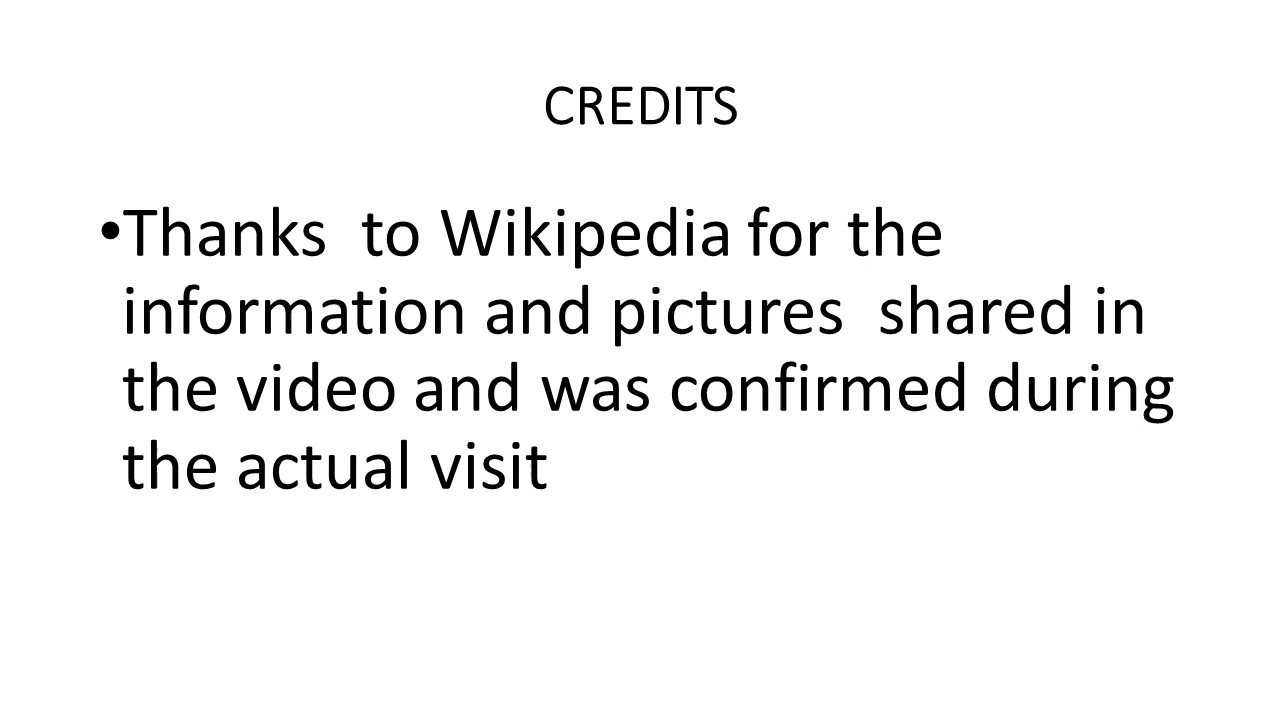 CREDITS
•Thanks  to Wikipedia for the
information and pictures  shared in
the video and was confirmed during
the actual visit